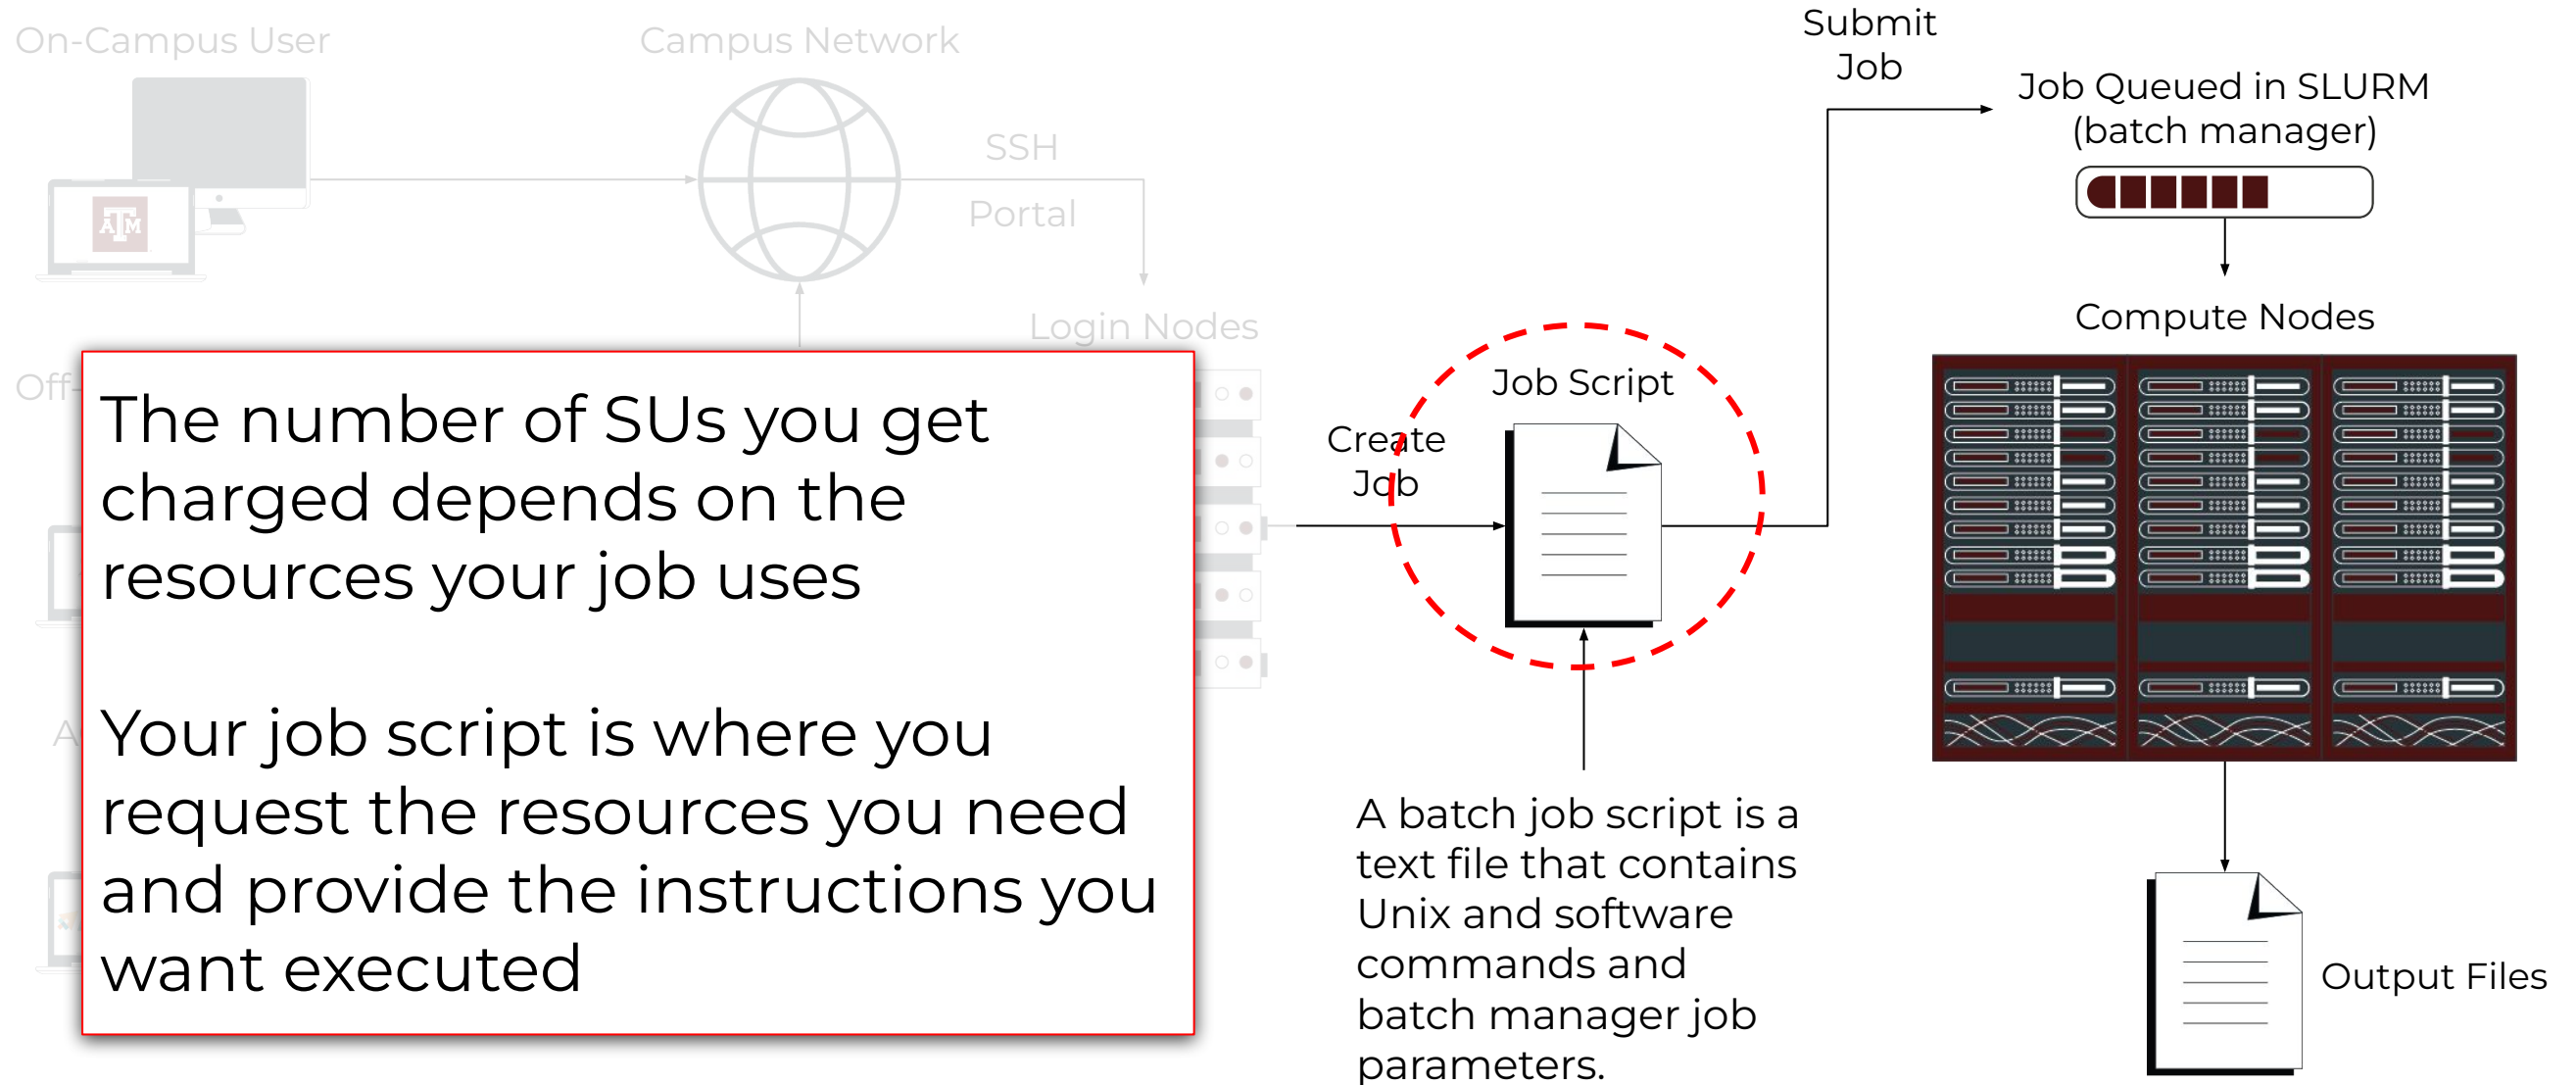 On-Campus User
Campus Network
SSH
Portal
ATM
Login Nodes
Off-
A
The number of SUs you get
charged depends on the
resources your job uses
Your job script is where you
request the resources you need
and provide the instructions you
want executed
Create
Job
Job Script
A batch job script is a
text file that contains
Unix and software
commands and
batch manager job
parameters.
Submit
Job
Job Queued in SLURM
(batch manager)
Compute Nodes
Output Files